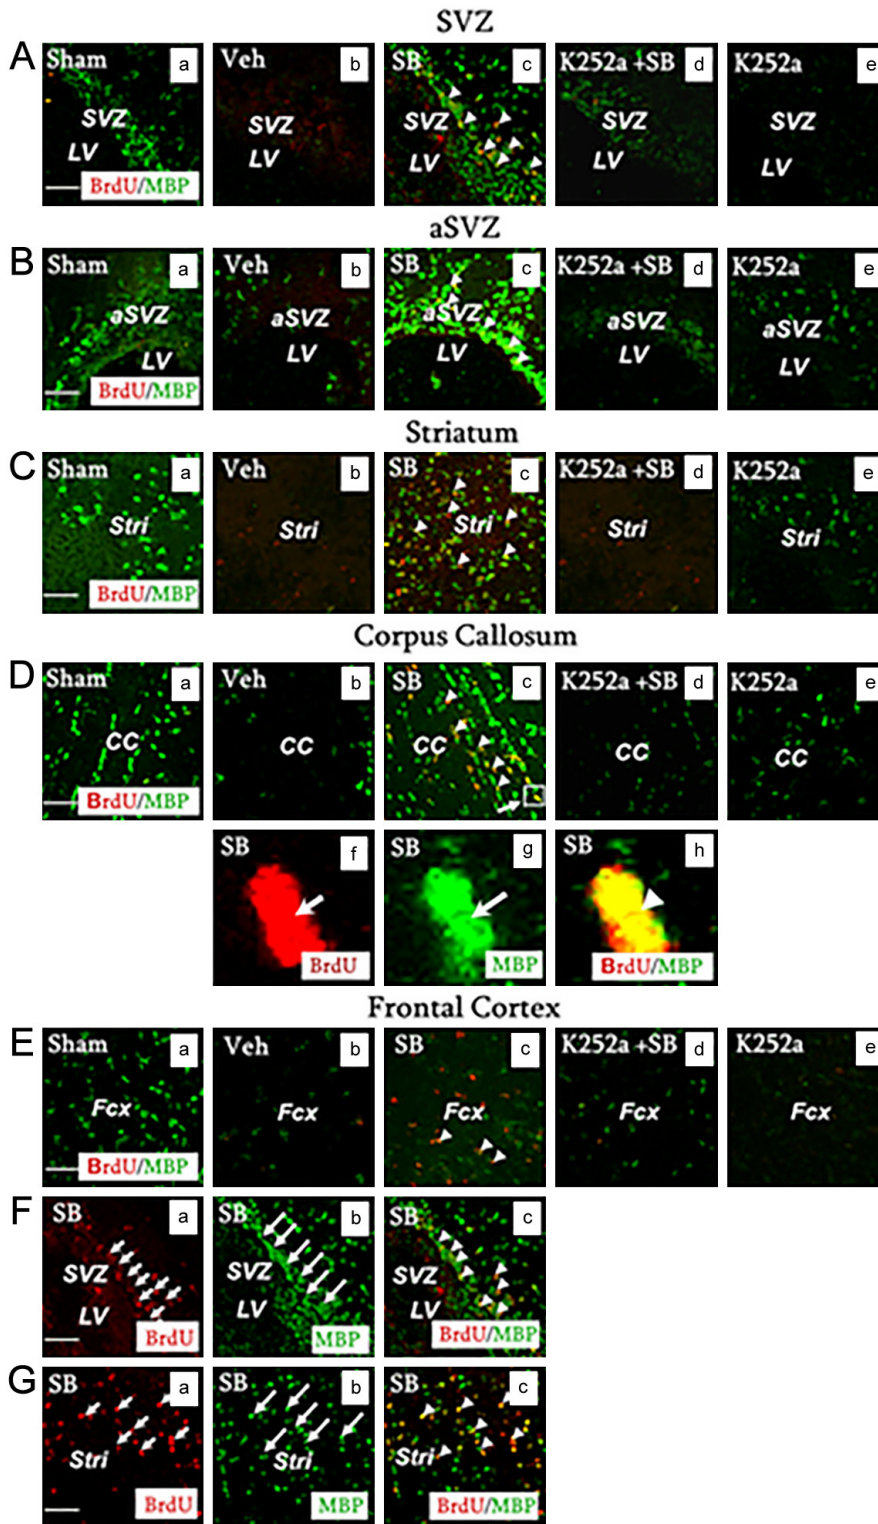 SVZ
A Sham a Veh b SB c K252a +SB d K252a e
SVZ SVZ SVZ SVZ SVZ
LV LV LV LV LV
BrdU/MBP
aSVZ
B Sham a Veh b SB c K252a +SB d K252a e
aSVZ aSVZ aSVZ aSVZ aSVZ
LV LV LV LV LV
BrdU/MBP
Striatum
C Sham a Veh b SB c K252a +SB d K252a e
Stri Stri Stri Stri Stri
BrdU/MBP
Corpus Callosum
D Sham a Veh b SB c K252a +SB d K252a e
CC CC CC CC CC
BrdU/MBP
SB f SB g SB h
BrdU MBP BrdU/MBP
Frontal Cortex
E Sham a Veh b SB c K252a +SB d K252a e
Fcx Fcx Fcx Fcx Fcx
BrdU/MBP
F SB a SB b SB c
SVZ SVZ SVZ
LV LV LV
BrdU MBP BrdU/MBP
G SB a SB b SB c
Stri Stri Stri
BrdU MBP BrdU/MBP